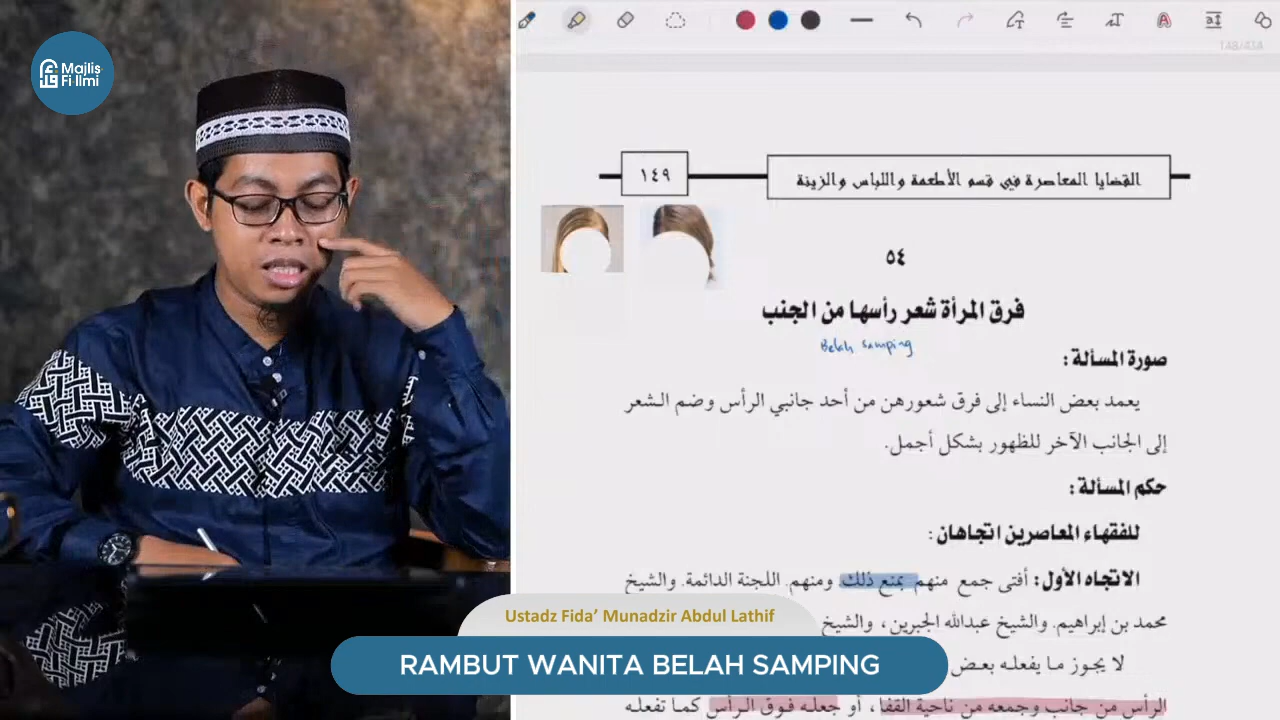 Majlis
Fi Ilmi
148/434
١٤٩
القضايا المعاصرة في قسم الأطعمة واللباس والزينة
٥٤
فرق المرأة شعر رأسها من الجنب
Belah samping
صورة المسألة :
يعمد بعض النساء إلى فرق شعورهن من أحد جانبي الرأس وضم الشعر
إلى الجانب الآخر للظهور بشكل أجمل.
حكم المسألة :
للفقهاء المعاصرين اتجاهان :
الاتجاه الأول : أفتى جمع منهم بمنع ذلك ومنهم. اللجنة الدائمة. والشيخ
محمد بن إبراهيم. والشيخ عبدالله الجبرين ، والشيخ
لا يجوز ما يفعله بعض
الرأس من جانب وجمعه من ناحية القفا ، أو جعله فوق الرأس كما تفعله
Ustadz Fida’ Munadzir Abdul Lathif
RAMBUT WANITA BELAH SAMPING